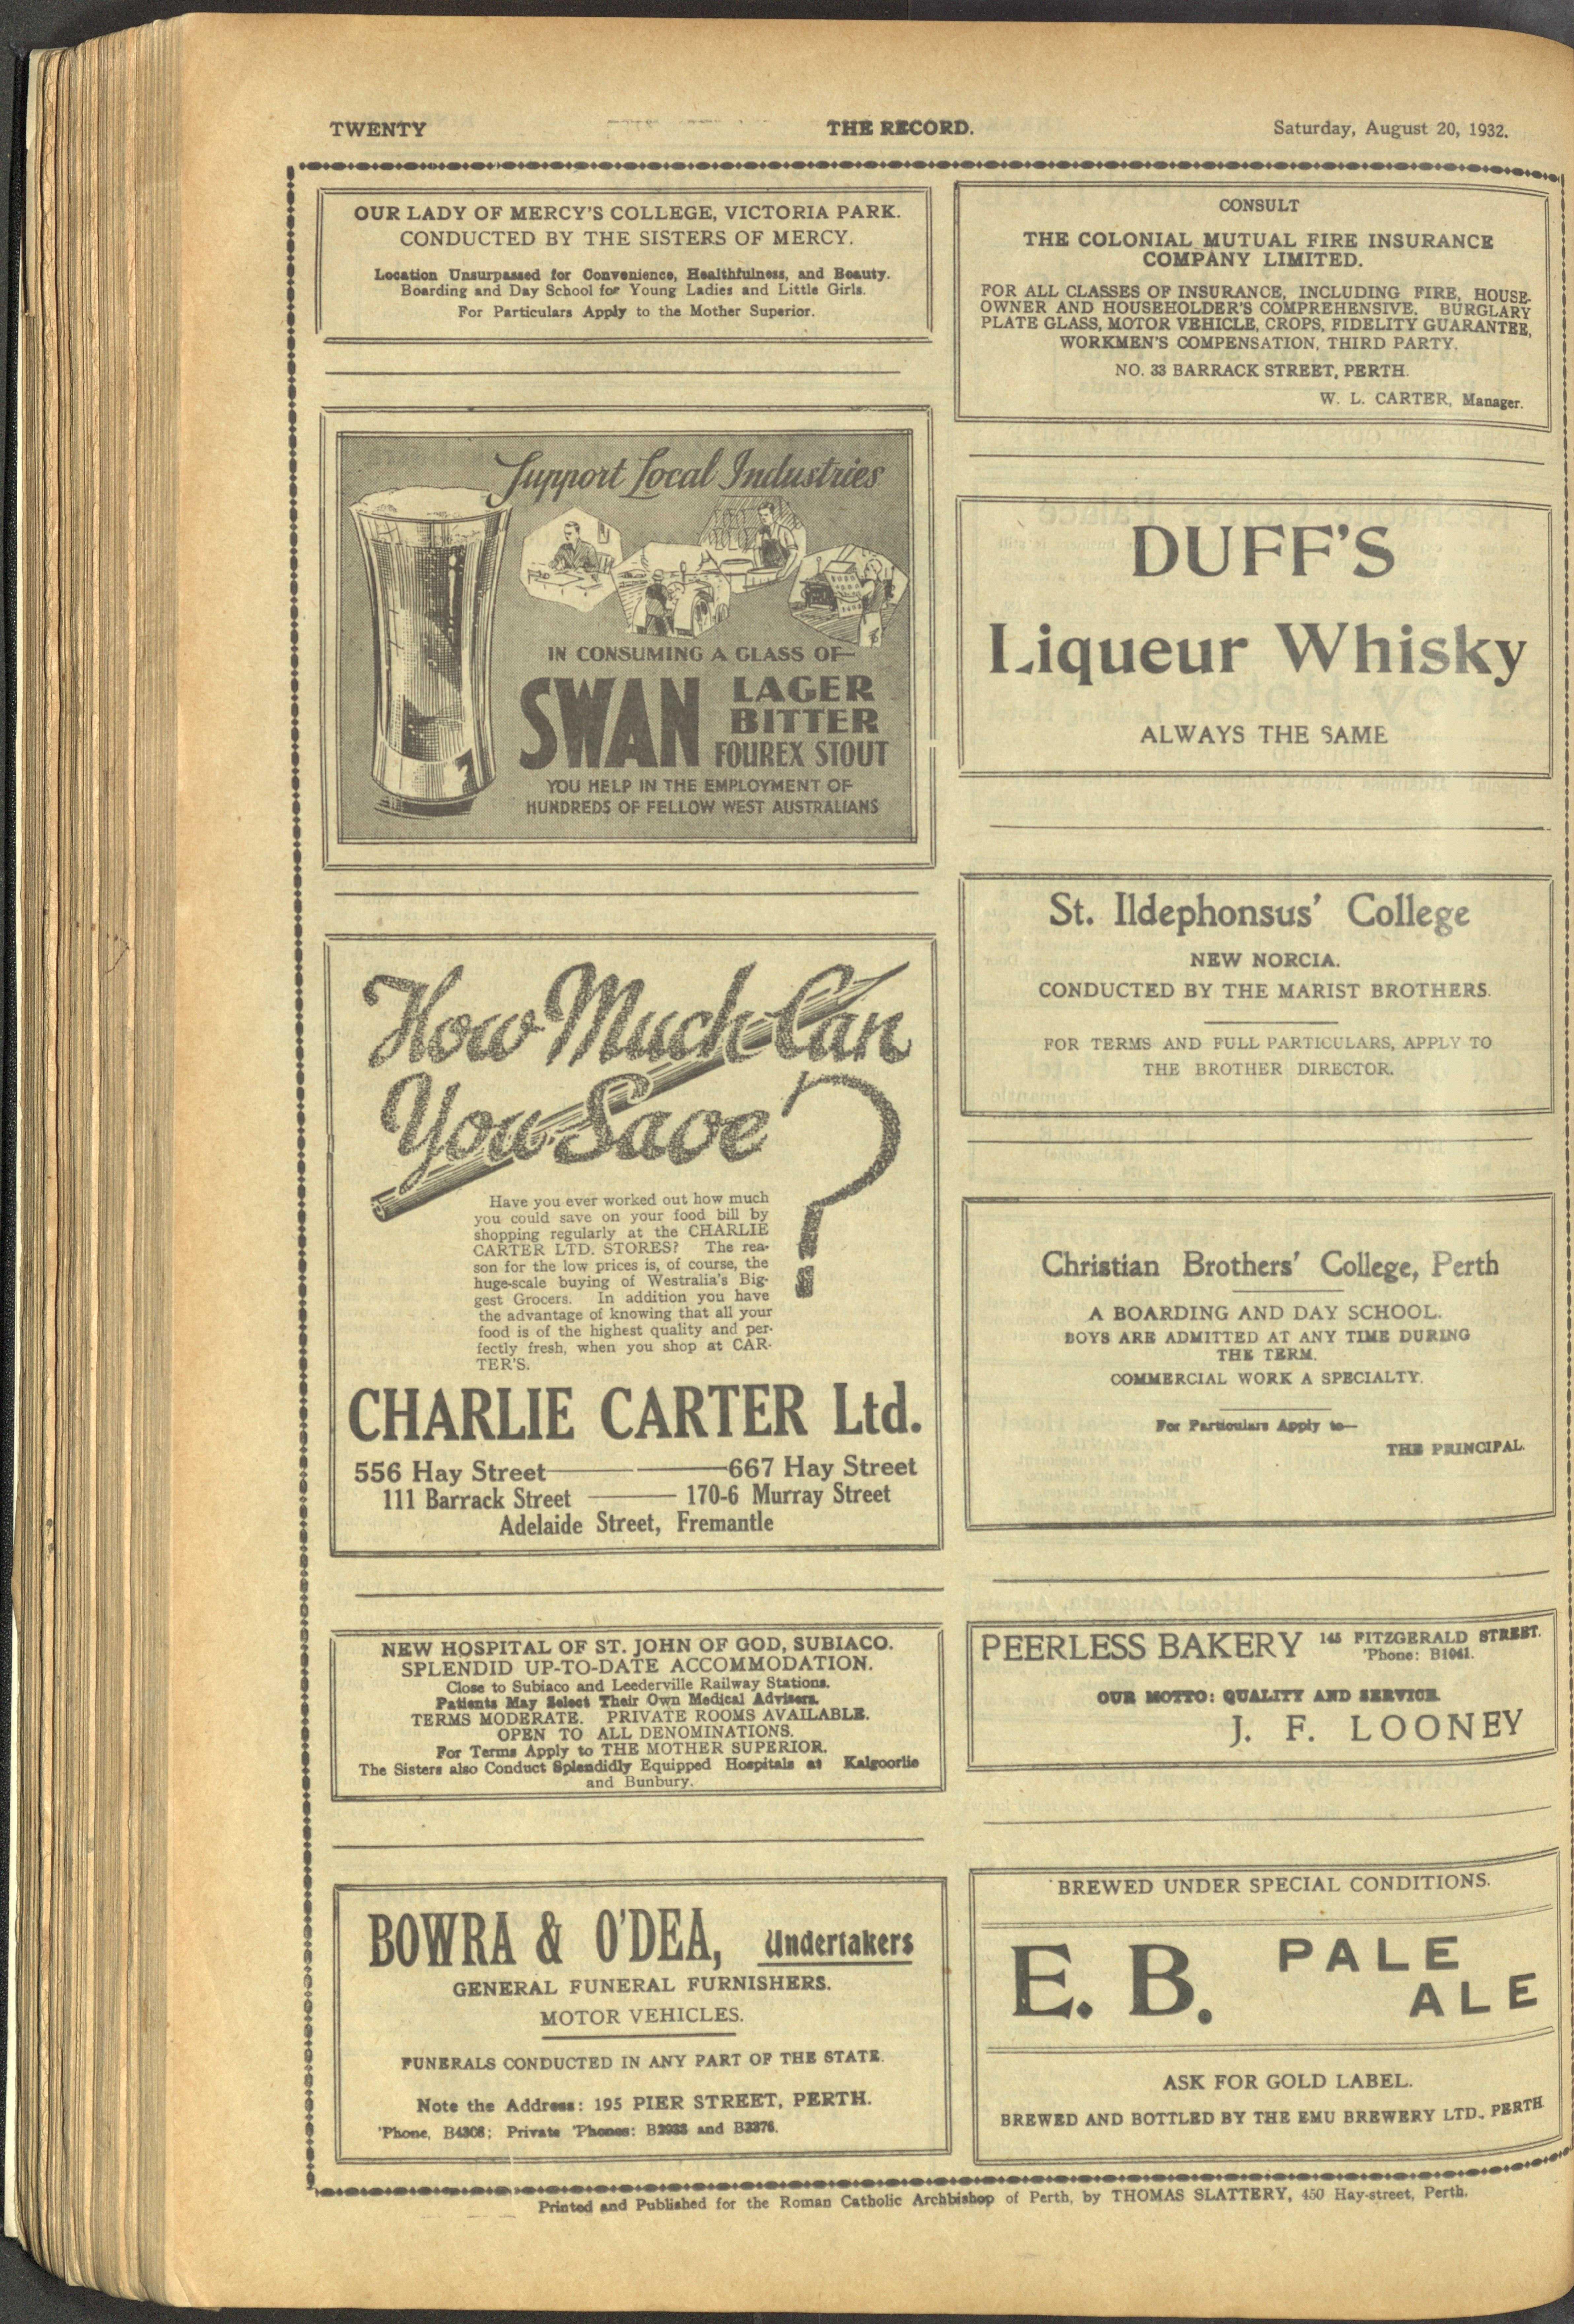 TWENTY
THE RECORD.
Saturday, August 20, 1932.
OUR LADY OF MERCY'S COLLEGE, VICTORIA PARK.
CONDUCTED BY THE SISTERS OF MERCY.
Location Unsurpassed for Convenience, Healthfulness, and Beauty.
Boarding and Day School for Young Ladies and Little Girls.
For Particulars Apply to the Mother Superior.
Support Local Industries
IN CONSUMING A GLASS OF—
SWAN LAGER
BITTER
FOUREX STOUT
YOU HELP IN THE EMPLOYMENT OF
HUNDREDS OF FELLOW WEST AUSTRALIANS
How Much Can
You Save?
Have you ever worked out how much
you could save on your food bill by
shopping regularly at the CHARLIE
CARTER LTD. STORES? The rea-
son for the low prices is, of course, the
huge-scale buying of Westralia's Big-
gest Grocers. In addition you have
the advantage of knowing that all your
food is of the highest quality and per-
fectly fresh, when you shop at CAR-
TER'S.
CHARLIE CARTER Ltd.
556 Hay Street————667 Hay Street
111 Barrack Street ——— 170-6 Murray Street
Adelaide Street, Fremantle
NEW HOSPITAL OF ST. JOHN OF GOD, SUBIACO.
SPLENDID UP-TO-DATE ACCOMMODATION.
Close to Subiaco and Leederville Railway Stations.
Patients May Select Their Own Medical Advisers.
TERMS MODERATE. PRIVATE ROOMS AVAILABLE.
OPEN TO ALL DENOMINATIONS.
For Terms Apply to THE MOTHER SUPERIOR.
The Sisters also Conduct Splendidly Equipped Hospitals at Kalgoorlie
and Bunbury.
BOWRA & O'DEA, Undertakers
GENERAL FUNERAL FURNISHERS.
MOTOR VEHICLES.
FUNERALS CONDUCTED IN ANY PART OF THE STATE.
Note the Address: 195 PIER STREET, PERTH.
'Phone, B4308; Private 'Phones: and
CONSULT
THE COLONIAL MUTUAL FIRE INSURANCE
COMPANY LIMITED.
FOR ALL CLASSES OF INSURANCE, INCLUDING FIRE, HOUSE-
OWNER AND HOUSEHOLDER'S COMPREHENSIVE, BURGLARY
PLATE GLASS, MOTOR VEHICLE, CROPS, FIDELITY GUARANTEE,
WORKMEN'S COMPENSATION, THIRD PARTY.
NO. 33 BARRACK STREET, PERTH.
W. L. CARTER, Manager.
DUFF'S
Liqueur Whisky
ALWAYS THE SAME
St. Ildephonsus' College
NEW NORCIA.
CONDUCTED BY THE MARIST BROTHERS.
FOR TERMS AND FULL PARTICULARS, APPLY TO
THE BROTHER DIRECTOR.
Christian Brothers' College, Perth
A BOARDING AND DAY SCHOOL.
BOYS ARE ADMITTED AT ANY TIME DURING
THE TERM.
COMMERCIAL WORK A SPECIALTY.
For Particulars Apply to—
THE PRINCIPAL.
PEERLESS BAKERY 145 FITZGERALD STREET.
'Phone: B1041.
OUR MOTTO: QUALITY AND SERVICE.
J. F. LOONEY
BREWED UNDER SPECIAL CONDITIONS.
E. B. PALE
ALE
ASK FOR GOLD LABEL.
BREWED AND BOTTLED BY THE EMU BREWERY LTD., PERTH
Printed and Published for the Roman Catholic Archbishop of Perth, by THOMAS SLATTERY, 450 Hay-street, Perth.